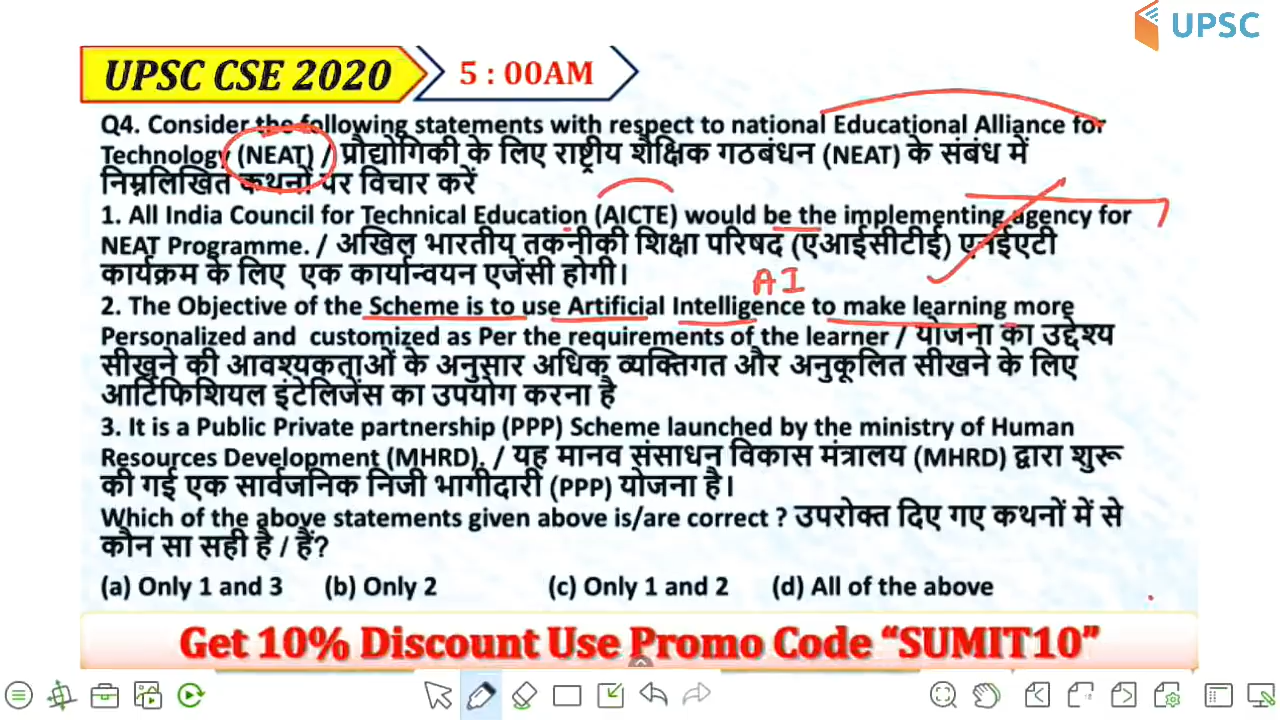 UPSC
UPSC CSE 2020
5 : 00AM
Q4. Consider the following statements with respect to national Educational Alliance for
Technology (NEAT) / प्रौद्योगिकी के लिए राष्ट्रीय शैक्षिक गठबंधन (NEAT) के संबंध में
निम्नलिखित कथनों पर विचार करें
1. All India Council for Technical Education (AICTE) would be the implementing agency for
NEAT Programme. / अखिल भारतीय तकनीकी शिक्षा परिषद (एआईसीटीई) एनईएटी
कार्यक्रम के लिए एक कार्यान्वयन एजेंसी होगी।
AI
2. The Objective of the Scheme is to use Artificial Intelligence to make learning more
Personalized and customized as Per the requirements of the learner / योजना का उद्देश्य
सीखने की आवश्यकताओं के अनुसार अधिक व्यक्तिगत और अनुकूलित सीखने के लिए
आर्टिफिशियल इंटेलिजेंस का उपयोग करना है
3. It is a Public Private partnership (PPP) Scheme launched by the ministry of Human
Resources Development (MHRD). / यह मानव संसाधन विकास मंत्रालय (MHRD) द्वारा शुरू
की गई एक सार्वजनिक निजी भागीदारी (PPP) योजना है।
Which of the above statements given above is/are correct ? उपरोक्त दिए गए कथनों में से
कौन सा सही है / हैं?
(a) Only 1 and 3 (b) Only 2 (c) Only 1 and 2 (d) All of the above
Get 10% Discount Use Promo Code “SUMIT10”